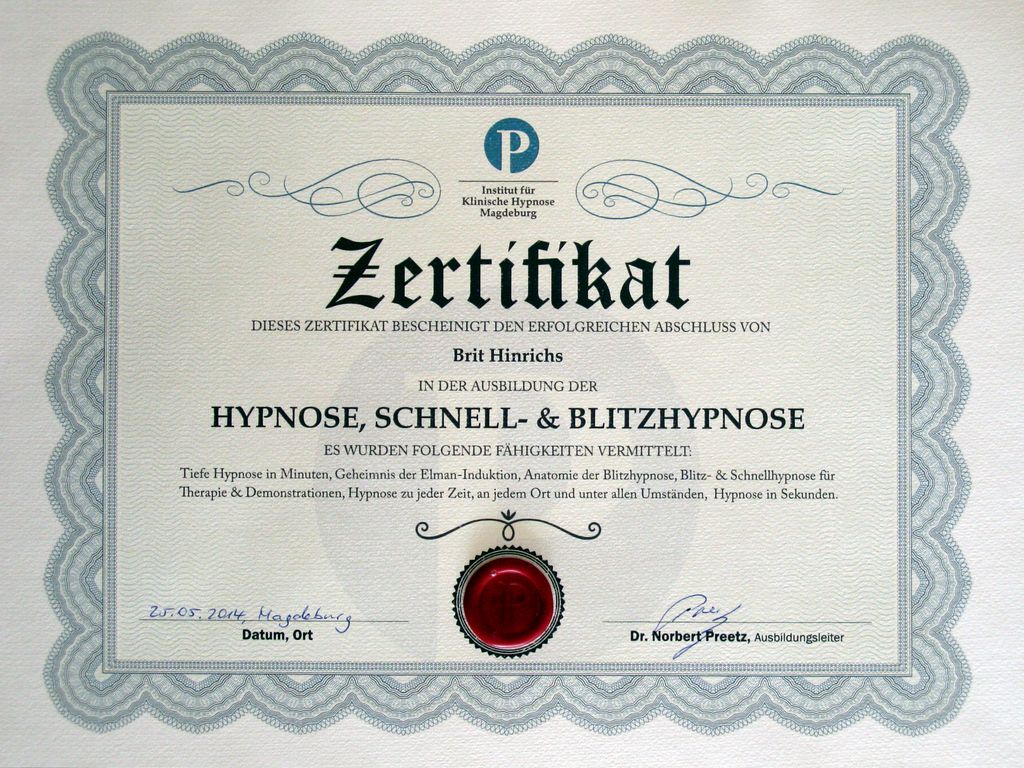 P
Institut für
Klinische Hypnose
Magdeburg
Zertifikat
DIESES ZERTIFIKAT BESCHEINIGT DEN ERFOLGREICHEN ABSCHLUSS VON
Brit Hinrichs
IN DER AUSBILDUNG DER
HYPNOSE, SCHNELL- & BLITZHYPNOSE
ES WURDEN FOLGENDE FÄHIGKEITEN VERMITTELT:
Tiefe Hypnose in Minuten, Geheimnis der Elman-Induktion, Anatomie der Blitzhypnose, Blitz- & Schnellhypnose für
Therapie & Demonstrationen, Hypnose zu jeder Zeit, an jedem Ort und unter allen Umständen, Hypnose in Sekunden.
25.05.2014, Magdeburg
Datum, Ort
Dr. Norbert Preetz, Ausbildungsleiter